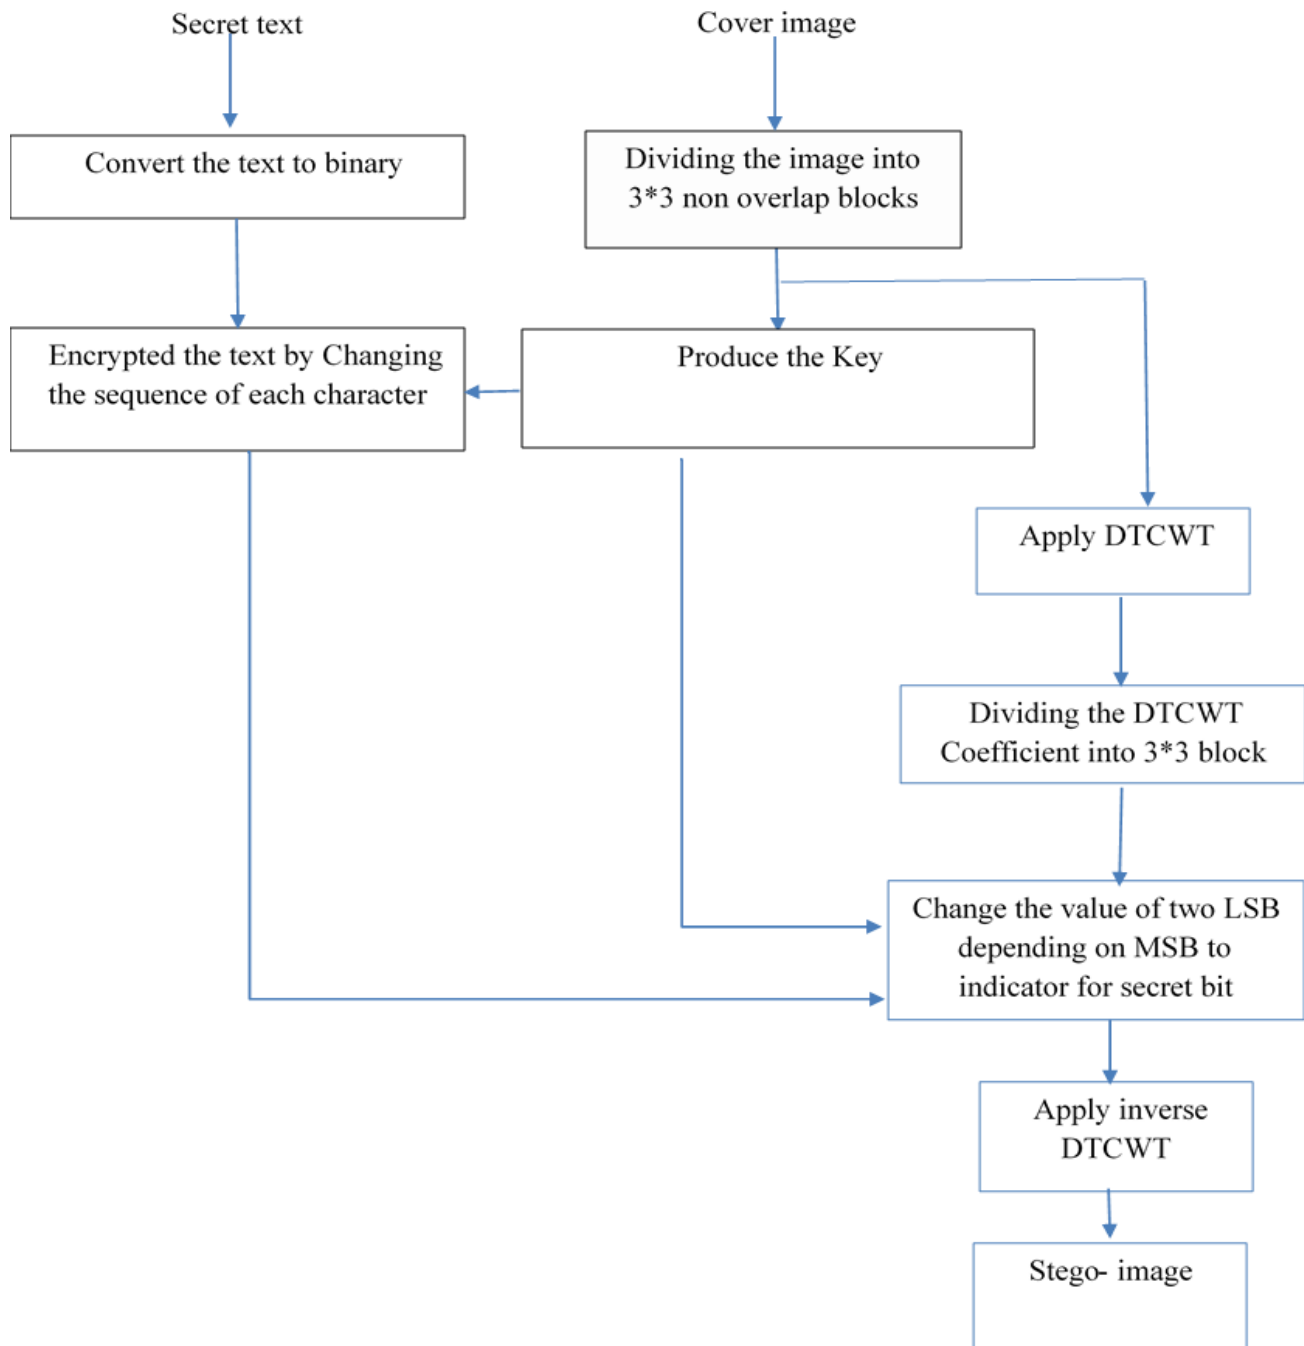 Secret text
Cover image
Convert the text to binary
Dividing the image into
3*3 non overlap blocks
Encrypted the text by Changing
the sequence of each character
Produce the Key
Apply DTCWT
Dividing the DTCWT
Coefficient into 3*3 block
Change the value of two LSB
depending on MSB to
indicator for secret bit
Apply inverse
DTCWT
Stego- image